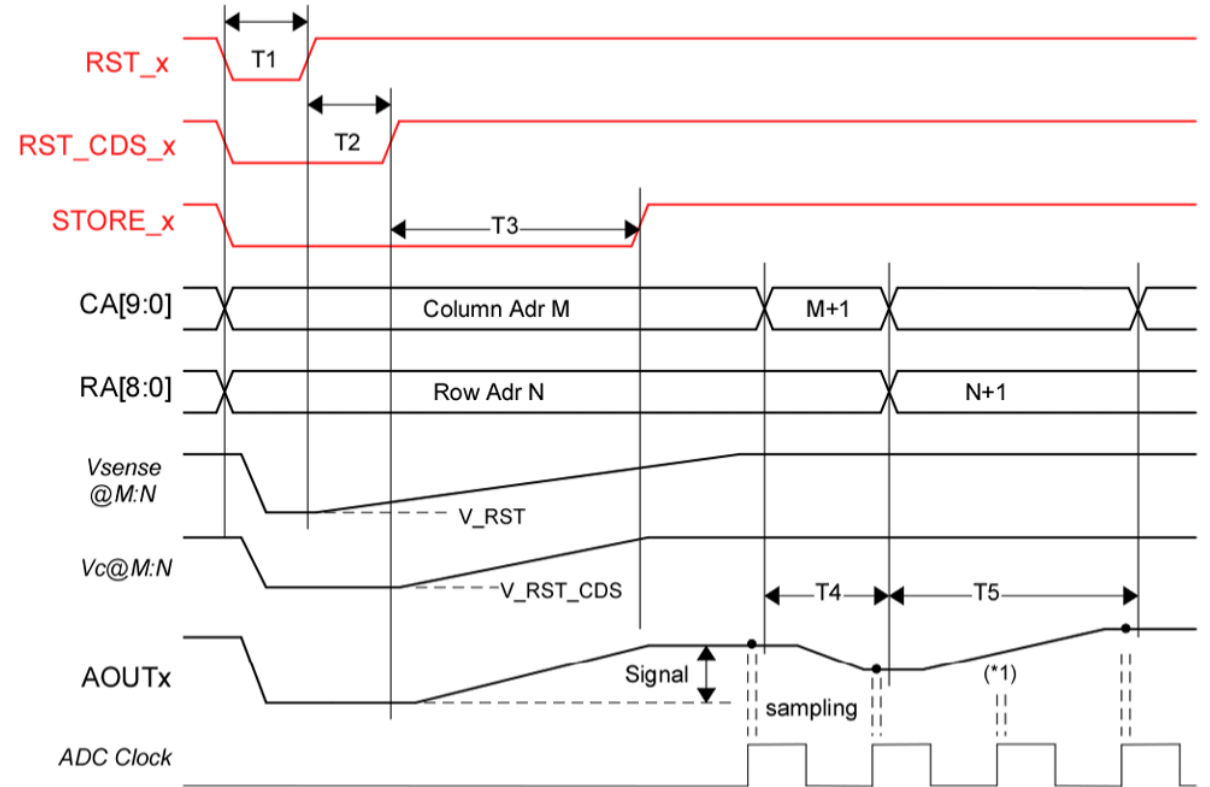 T1
RST_x
T2
RST_CDS_x
STORE_x
T3
CA[9:0]
Column Adr M
M+1
RA[8:0]
Row Adr N
N+1
Vsense
@M:N
V_RST
Vc@M:N
V_RST_CDS
T4
T5
AOUTx
Signal
(*1)
sampling
ADC Clock